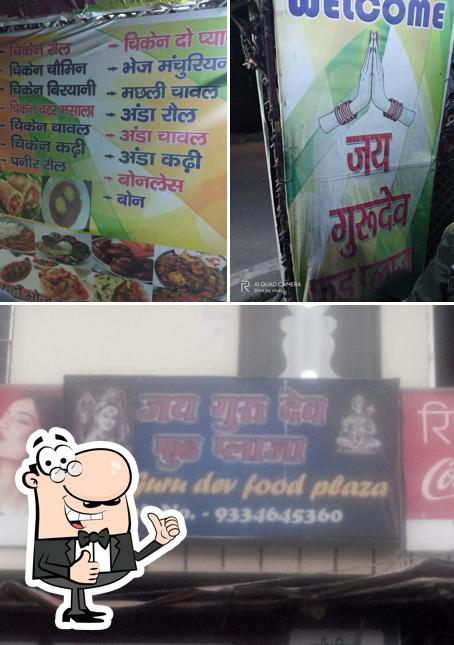 चिकेन रौल
चिकेन चौमिन
चिकेन बिरयानी
चिकेन बटर मसाला
चिकेन चावल
चिकेन कढ़ी
पनीर रौल
चिकेन दो प्या
भेज मंचुरियन
मछली चावल
अंडा रौल
अंडा चावल
अंडा कढ़ी
बोनलेस
बोन
WELCOME
जय
गुरूदेव
फुड प्लाजा
AI QUAD CAMERA
जय गुरु देव
फुड प्लाजा
Guru dev food plaza
No. - 9334645360
रि